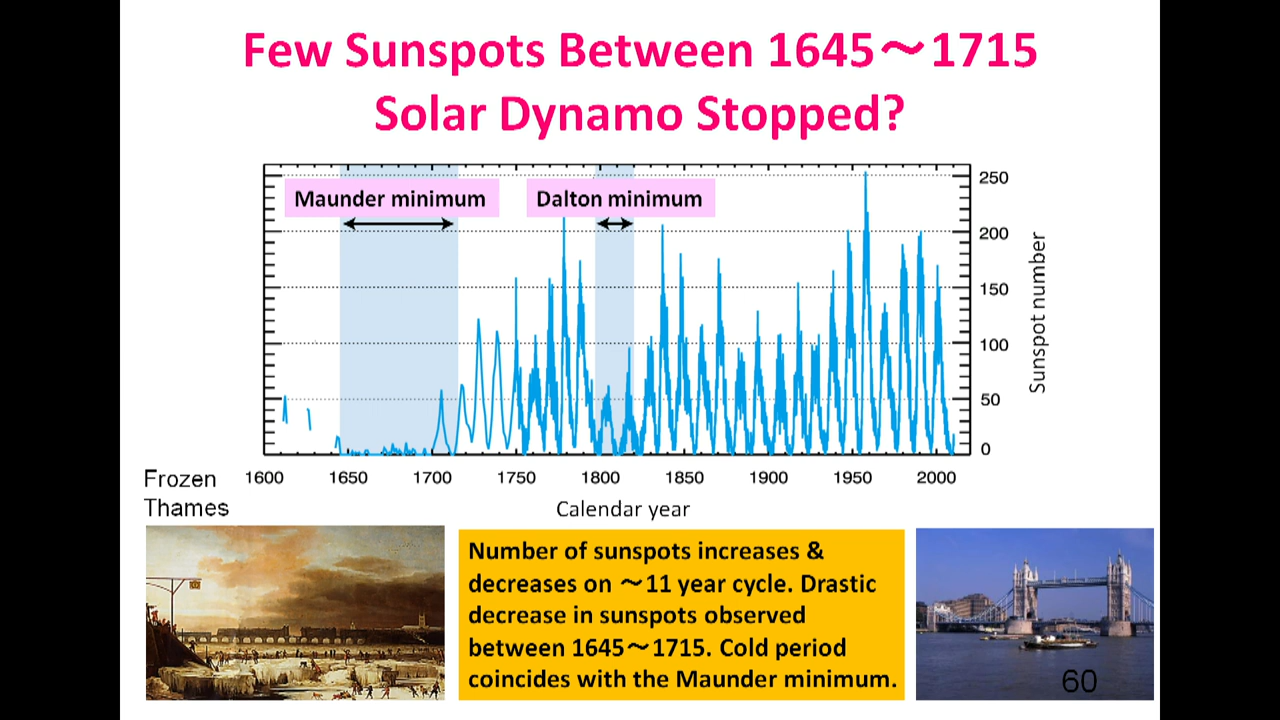 Few Sunspots Between 1645～1715
Solar Dynamo Stopped?
Maunder minimum
Dalton minimum
250
200
150
100
50
0
Sunspot number
1600 1650 1700 1750 1800 1850 1900 1950 2000
Calendar year
Frozen
Thames
Number of sunspots increases &
decreases on ～11 year cycle. Drastic
decrease in sunspots observed
between 1645～1715. Cold period
coincides with the Maunder minimum.
60